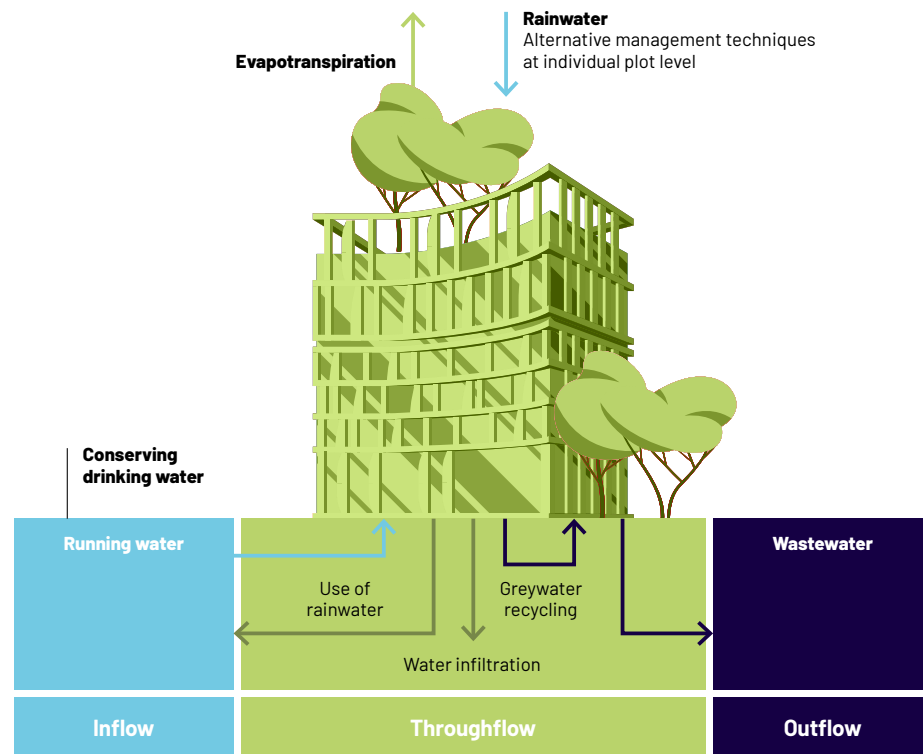 Rainwater
Alternative management techniques
at individual plot level
Evapotranspiration
Conserving
drinking water
Running water
Wastewater
Use of
rainwater
Greywater
recycling
Water infiltration
Inflow
Throughflow
Outflow